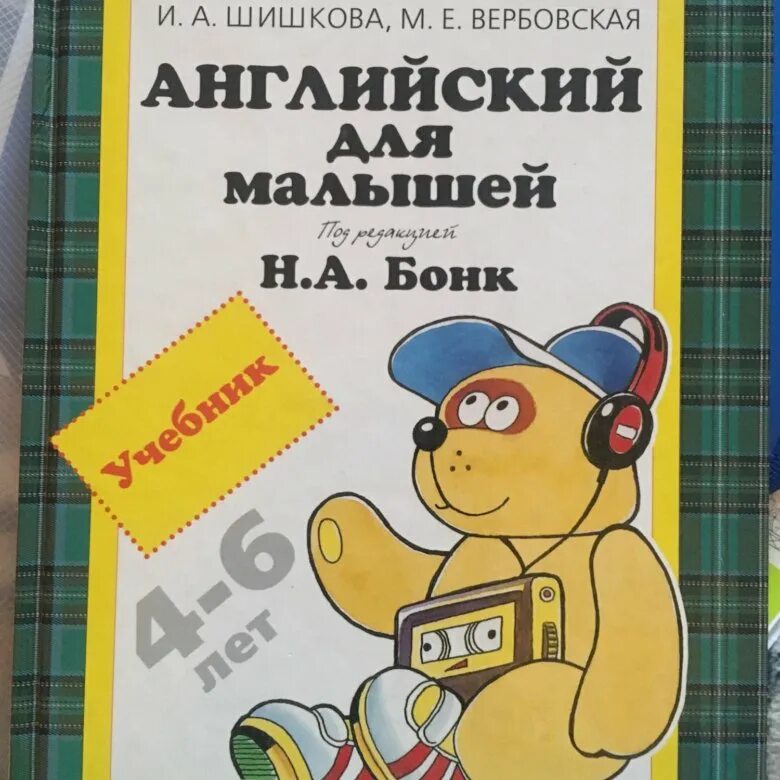 И. А. ШИШКОВА, М. Е. ВЕРБОВСКАЯ
Английский
для
малышей
Под редакцией
Н.А. Бонк
Учебник
4-6
лет